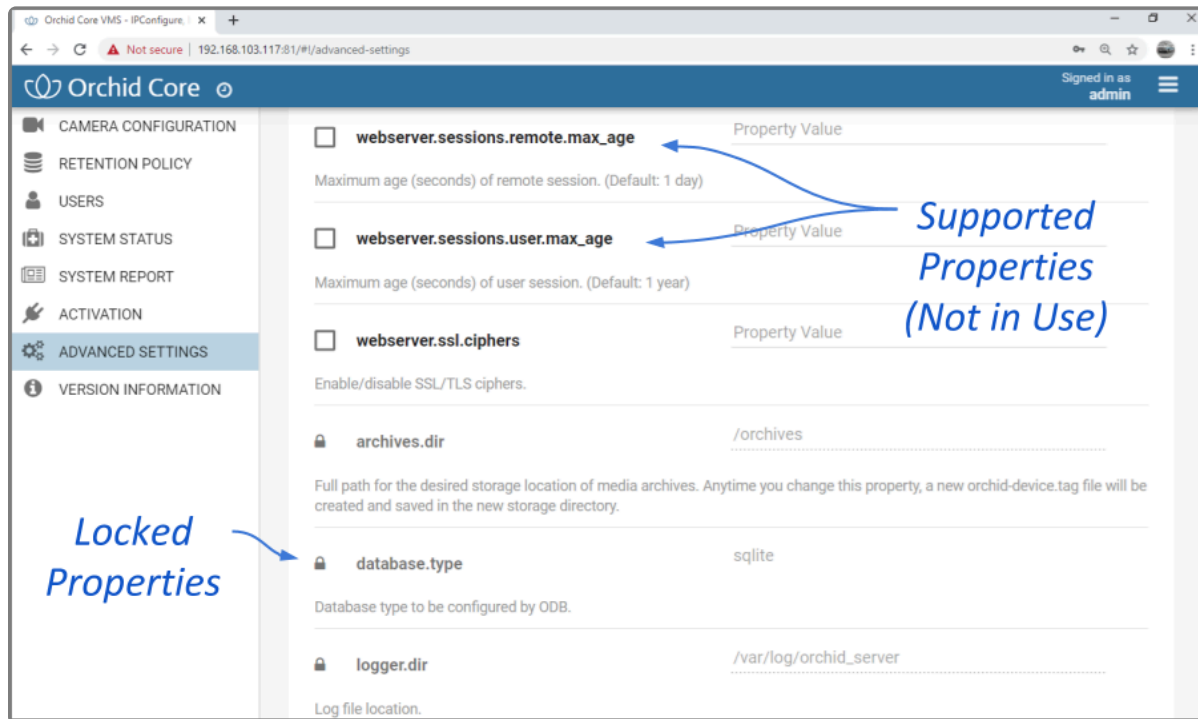 Orchid Core VMS - IPConfigure,
Not secure | 192.168.103.117:81/#!/advanced-settings
Orchid Core
Signed in as
admin
CAMERA CONFIGURATION
RETENTION POLICY
USERS
SYSTEM STATUS
SYSTEM REPORT
ACTIVATION
ADVANCED SETTINGS
VERSION INFORMATION
webserver.sessions.remote.max_age
Property Value
Maximum age (seconds) of remote session. (Default: 1 day)
webserver.sessions.user.max_age
Property Value
Maximum age (seconds) of user session. (Default: 1 year)
webserver.ssl.ciphers
Property Value
Enable/disable SSL/TLS ciphers.
archives.dir
/orchives
Full path for the desired storage location of media archives. Anytime you change this property, a new orchid-device.tag file will be
created and saved in the new storage directory.
database.type
sqlite
Database type to be configured by ODB.
logger.dir
/var/log/orchid_server
Log file location.
Supported
Properties
(Not in Use)
Locked
Properties